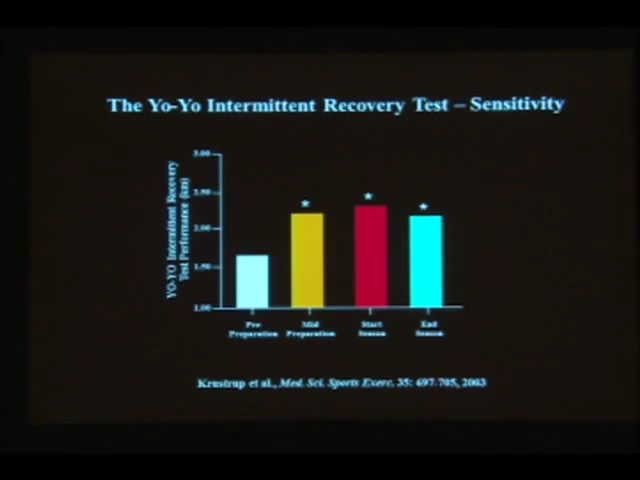 The Yo-Yo Intermittent Recovery Test – Sensitivity
YO-YO Intermittent Recovery
Test Performance (km)
3.00
2.50
2.00
1.50
1.00
* * *
Pre
Preparation
Mid
Preparation
Start
Season
End
Season
Krustrup et al., Med. Sci. Sports Exerc. 35: 697-705, 2003